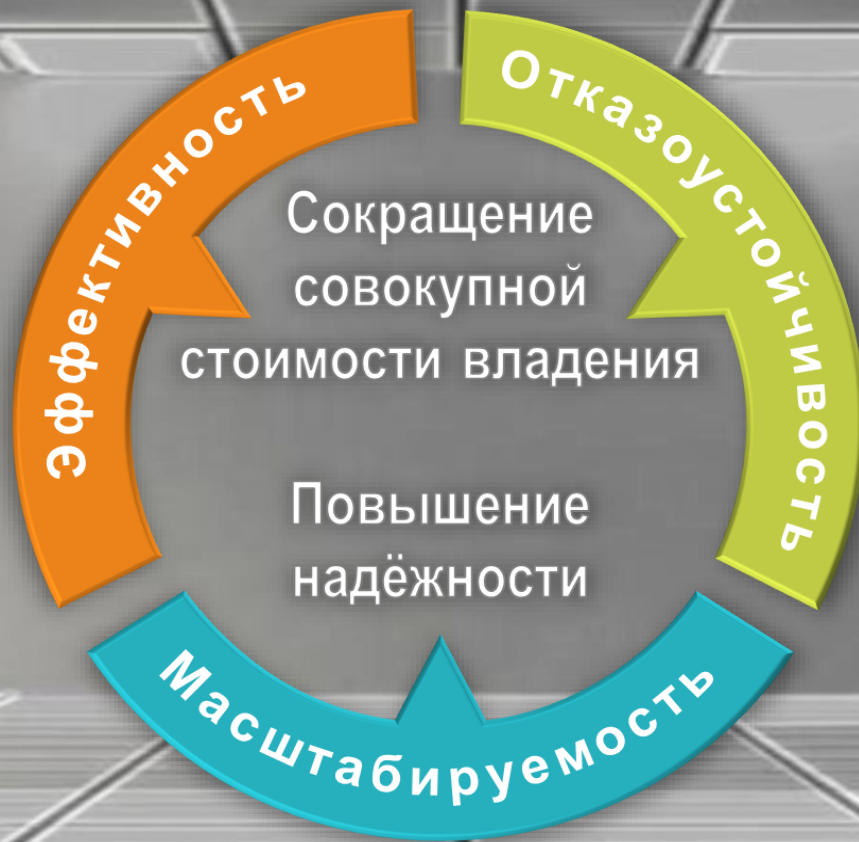 Эффективность
Отказоустойчивость
Сокращение
совокупной
стоимости владения
Повышение
надёжности
Масштабируемость